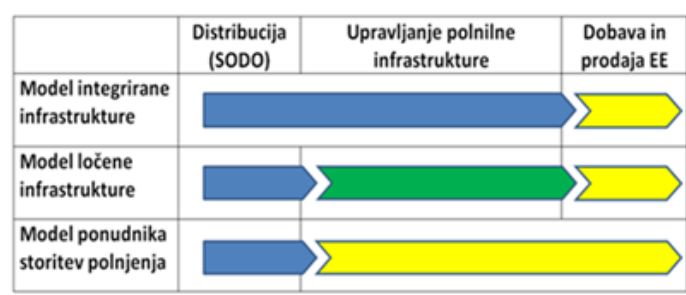 Distribucija
(SODO)
Upravljanje polnilne
infrastrukture
Dobava in
prodaja EE
Model integrirane
infrastrukture
Model ločene
infrastrukture
Model ponudnika
storitev polnjenja